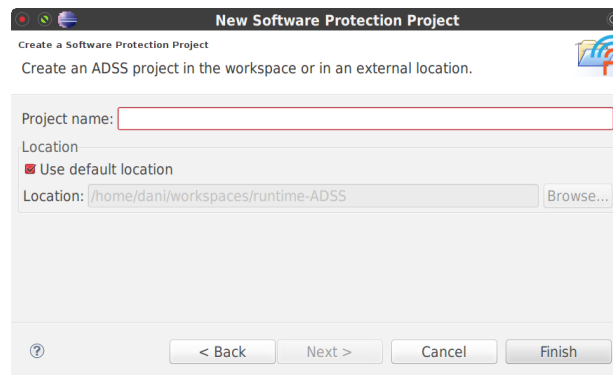 New Software Protection Project
Create a Software Protection Project
Create an ADSS project in the workspace or in an external location.
Project name:
Location
Use default location
Location: /home/dani/workspaces/runtime-ADSS Browse...
? < Back Next > Cancel Finish